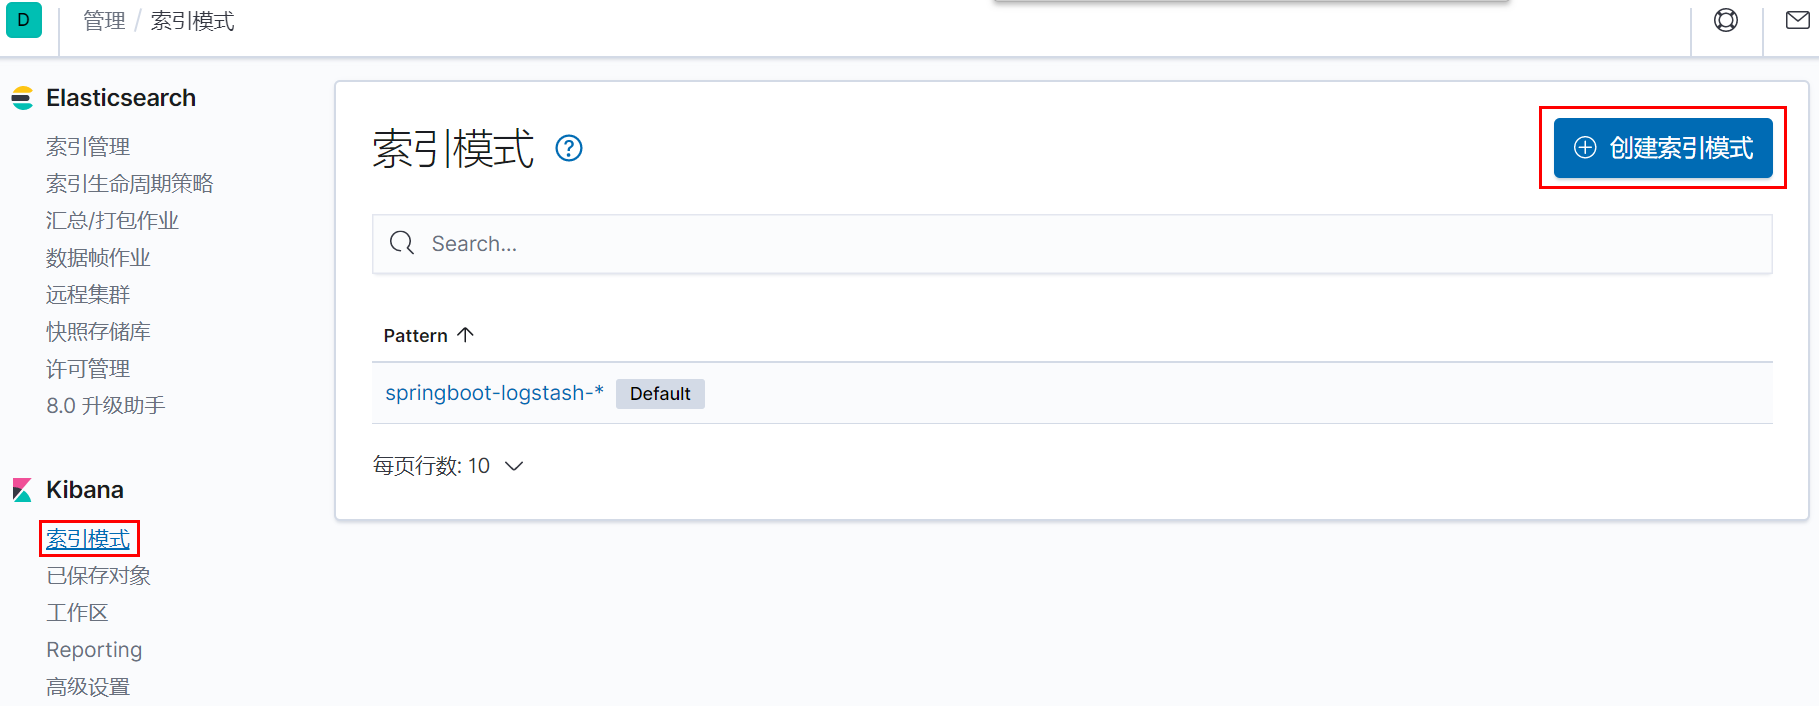 D
管理 / 索引模式
Elasticsearch
索引管理
索引生命周期策略
汇总/打包作业
数据帧作业
远程集群
快照存储库
许可管理
8.0 升级助手
Kibana
索引模式
已保存对象
工作区
Reporting
高级设置
索引模式 ?
创建索引模式
Search...
Pattern ↑
springboot-logstash-* Default
每页行数: 10